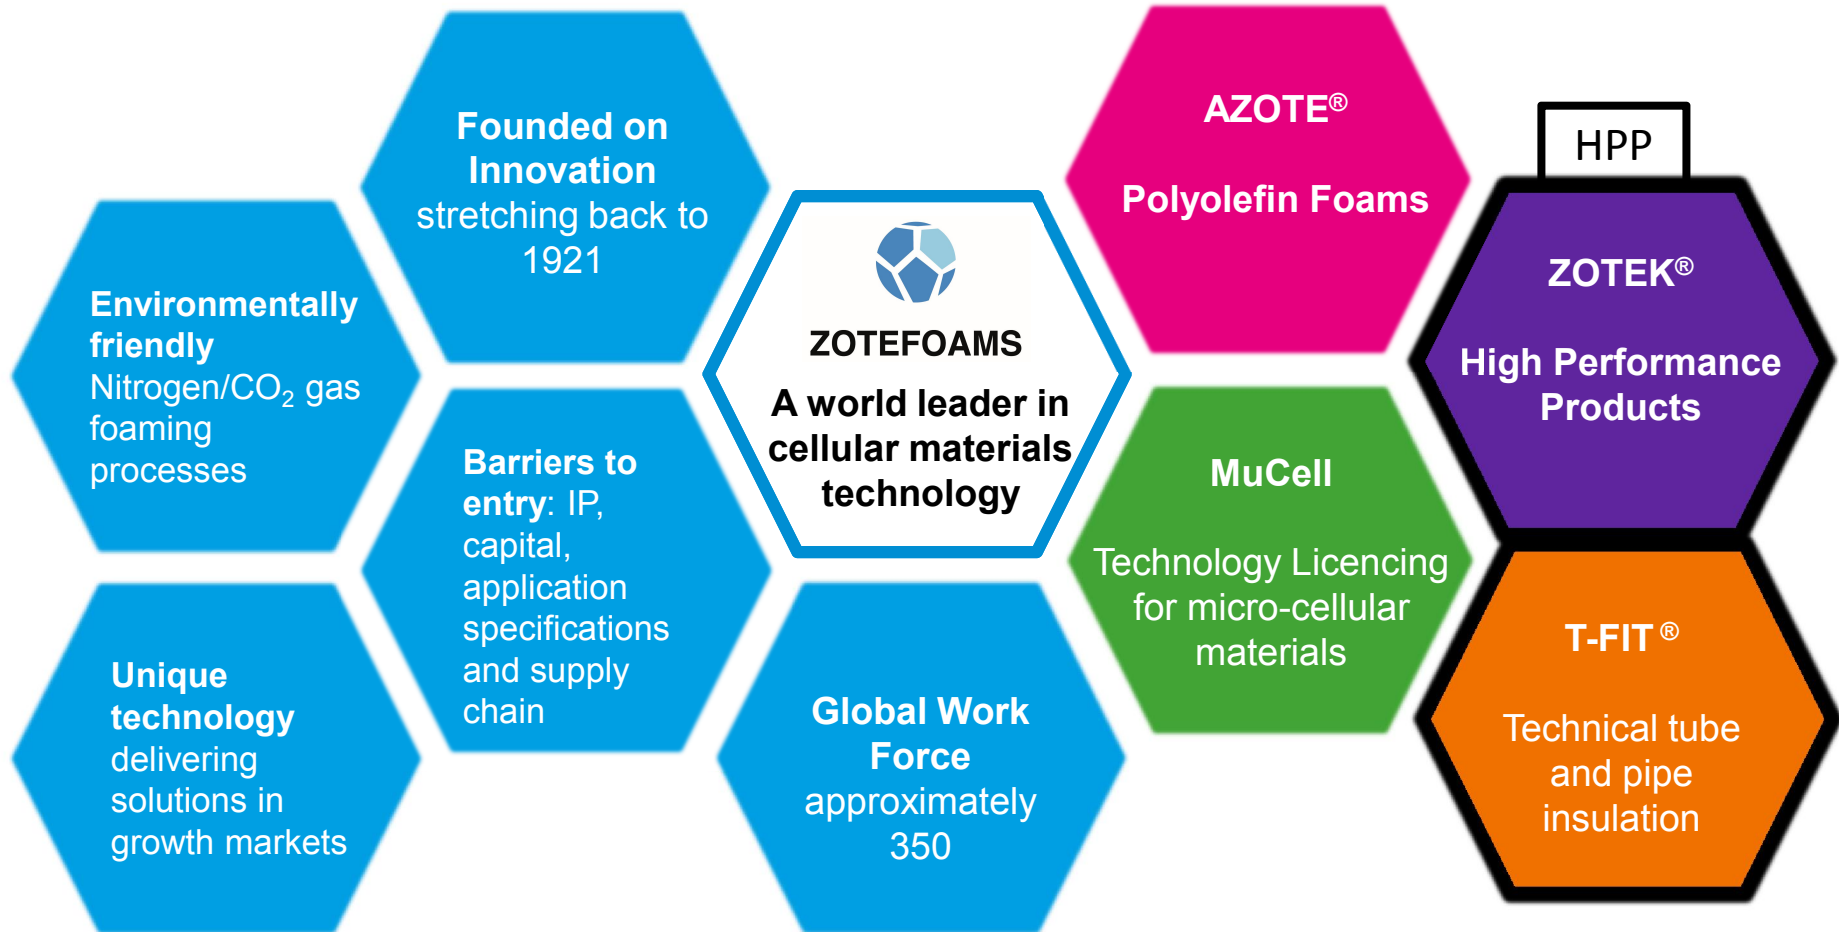 Founded on
Innovation
stretching back to
1921
Environmentally
friendly
Nitrogen/CO₂ gas
foaming
processes
Barriers to
entry: IP,
capital,
application
specifications
and supply
chain
Unique
technology
delivering
solutions in
growth markets
ZOTEFOAMS
A world leader in
cellular materials
technology
Global Work
Force
approximately
350
AZOTE®
Polyolefin Foams
MuCell
Technology Licencing
for micro-cellular
materials
HPP
ZOTEK®
High Performance
Products
T-FIT ®
Technical tube
and pipe
insulation